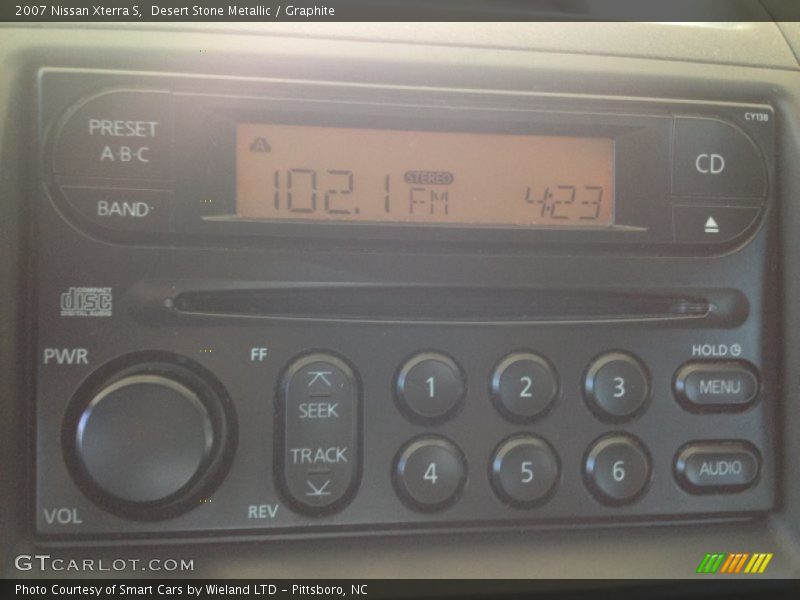 2007 Nissan Xterra S,  Desert Stone Metallic / Graphite
CY13B
PRESET
A·B·C
BAND
A
102.1
STEREO
FM
4:23
CD
COMPACT
disc
DIGITAL AUDIO
PWR
VOL
FF
SEEK
TRACK
REV
1
2
3
4
5
6
HOLD
MENU
AUDIO
GTCARLOT.COM
Photo Courtesy of Smart Cars by Wieland LTD – Pittsboro, NC